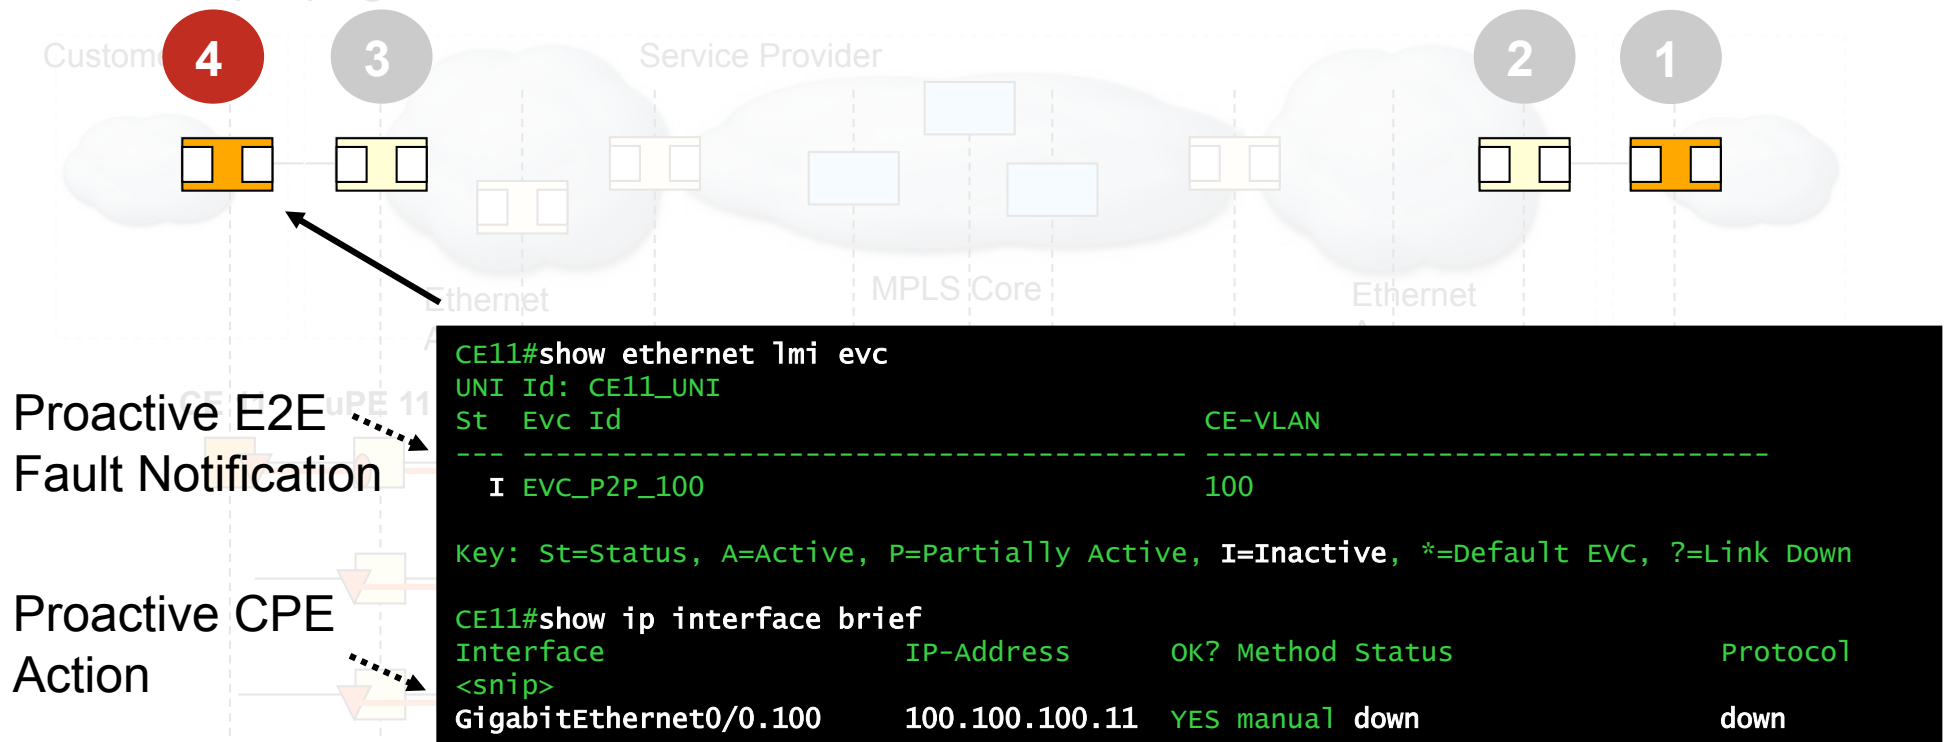 4
3
2
1
Service Provider
MPLS Core
Ethernet
Ethernet
uPE 11
Proactive E2E
Fault Notification
Proactive CPE
Action
CE11#show ethernet lmi evc
UNI Id: CE11_UNI
St Evc Id CE-VLAN
--- ---------------------------------------- ----------------------------------
I EVC_P2P_100 100
Key: St=Status, A=Active, P=Partially Active, I=Inactive, *=Default EVC, ?=Link Down
CE11#show ip interface brief
Interface IP-Address OK? Method Status Protocol
<snip>
GigabitEthernet0/0.100 100.100.100.11 YES manual down down